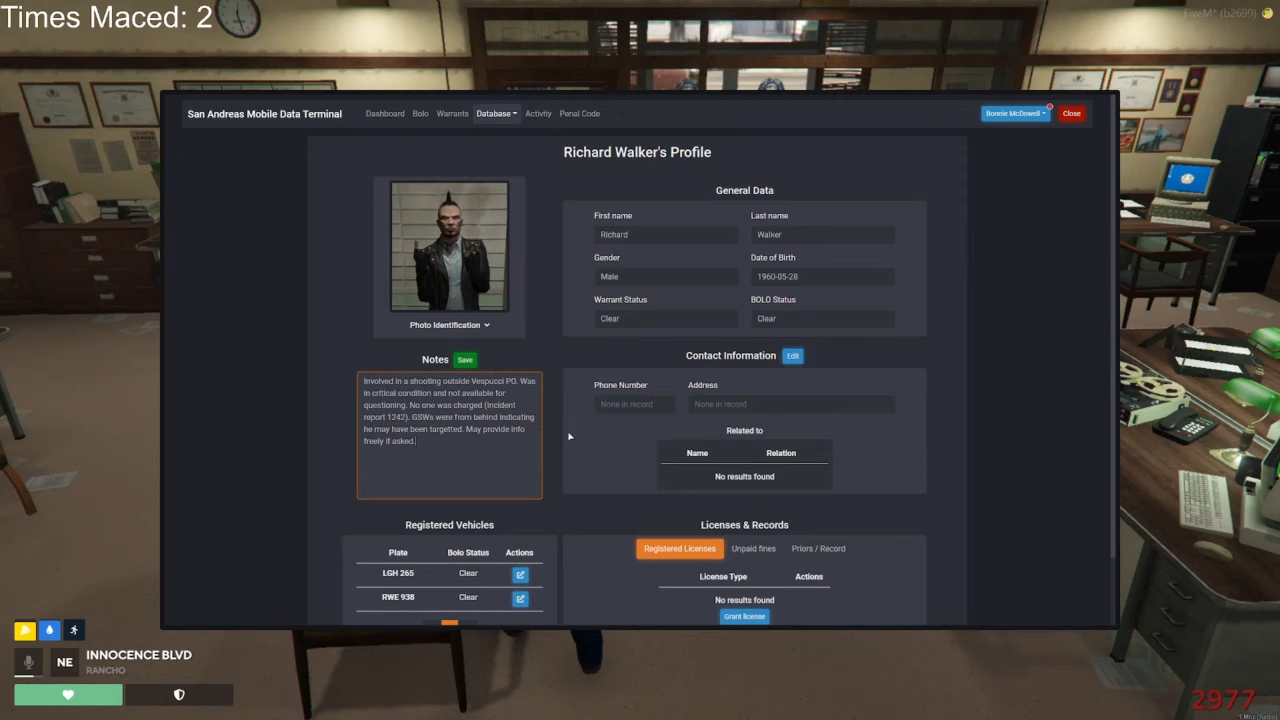 Times Maced: 2
FiveM* (b2699)
San Andreas Mobile Data Terminal
Dashboard
Bolo
Warrants
Database
Activity
Penal Code
Bonnie McDowell
Close
Richard Walker's Profile
General Data
First name
Last name
Richard
Walker
Gender
Date of Birth
Male
1960-05-28
Warrant Status
BOLO Status
Clear
Clear
Photo Identification
Notes
Save
Involved in a shooting outside Vespucci PD. Was
in critical condition and not available for
questioning. No one was charged (Incident
report 1242). GSWs were from behind indicating
he may have been targetted. May provide info
freely if asked.
Contact Information
Edit
Phone Number
Address
None in record
None in record
Related to
Name
Relation
No results found
Registered Vehicles
Plate
Bolo Status
Actions
LGH 265
Clear
RWE 938
Clear
Licenses & Records
Registered Licenses
Unpaid fines
Priors / Record
License Type
Actions
No results found
Grant license
NE
INNOCENCE BLVD
RANCHO
2977